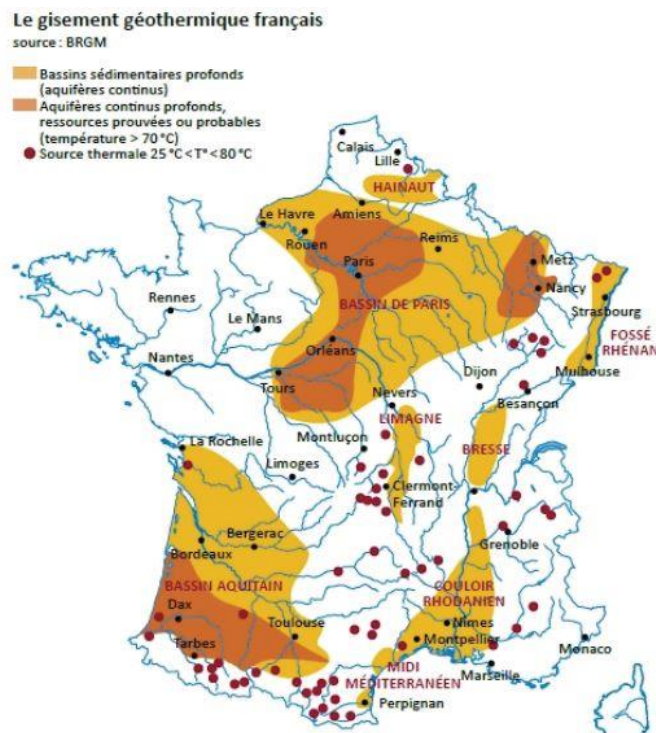 Le gisement géothermique français
source : BRGM
Bassins sédimentaires profonds
(aquifères continus)
Aquifères continus profonds,
ressources prouvées ou probables
(température > 70 °C)
Source thermale 25 °C < T° < 80 °C
Calais
Lille
HAINAUT
Le Havre
Amiens
Rouen
Reims
Paris
Metz
Nancy
BASSIN DE PARIS
Strasbourg
Rennes
Le Mans
FOSSÉ
RHÉNAN
Orléans
Mulhouse
Nantes
Tours
Dijon
Besançon
Nevers
LIMAGNE
La Rochelle
Montluçon
BRESSE
Limoges
Clermont-
Ferrand
Bergerac
Bordeaux
Grenoble
BASSIN AQUITAIN
COULOIR
RHODANIEN
Dax
Toulouse
Nîmes
Montpellier
Tarbes
Monaco
MIDI
MÉDITERRANÉEN
Marseille
Perpignan